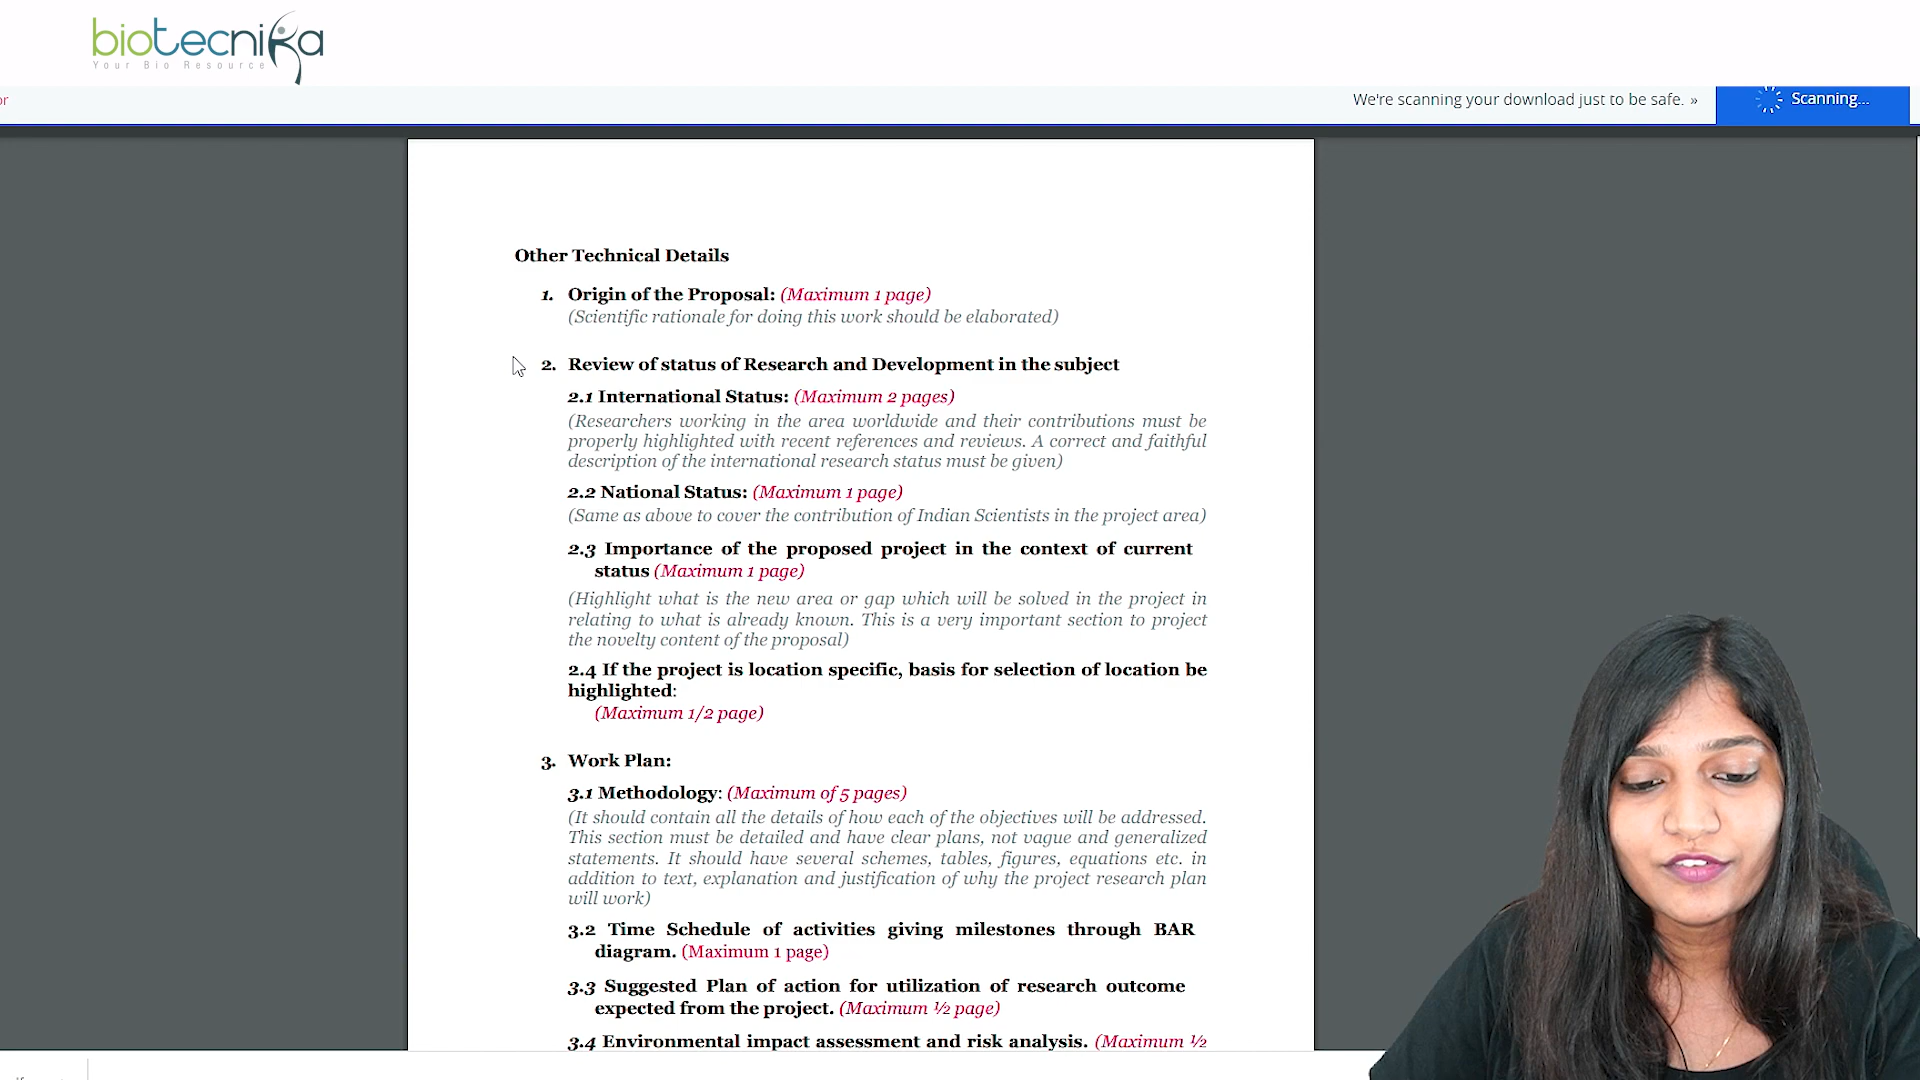 biotecnika
Your Bio Resource
or
We're scanning your download just to be safe. »
Scanning...
Other Technical Details
1. Origin of the Proposal: (Maximum 1 page)
(Scientific rationale for doing this work should be elaborated)
2. Review of status of Research and Development in the subject
2.1 International Status: (Maximum 2 pages)
(Researchers working in the area worldwide and their contributions must be
properly highlighted with recent references and reviews. A correct and faithful
description of the international research status must be given)
2.2 National Status: (Maximum 1 page)
(Same as above to cover the contribution of Indian Scientists in the project area)
2.3 Importance of the proposed project in the context of current
status (Maximum 1 page)
(Highlight what is the new area or gap which will be solved in the project in
relating to what is already known. This is a very important section to project
the novelty content of the proposal)
2.4 If the project is location specific, basis for selection of location be
highlighted:
(Maximum 1/2 page)
3. Work Plan:
3.1 Methodology: (Maximum of 5 pages)
(It should contain all the details of how each of the objectives will be addressed.
This section must be detailed and have clear plans, not vague and generalized
statements. It should have several schemes, tables, figures, equations etc. in
addition to text, explanation and justification of why the project research plan
will work)
3.2 Time Schedule of activities giving milestones through BAR
diagram. (Maximum 1 page)
3.3 Suggested Plan of action for utilization of research outcome
expected from the project. (Maximum ½ page)
3.4 Environmental impact assessment and risk analysis. (Maximum ½